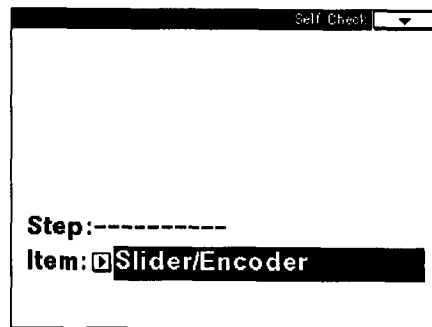 Self Check
Step:----------
Item: Slider/Encoder